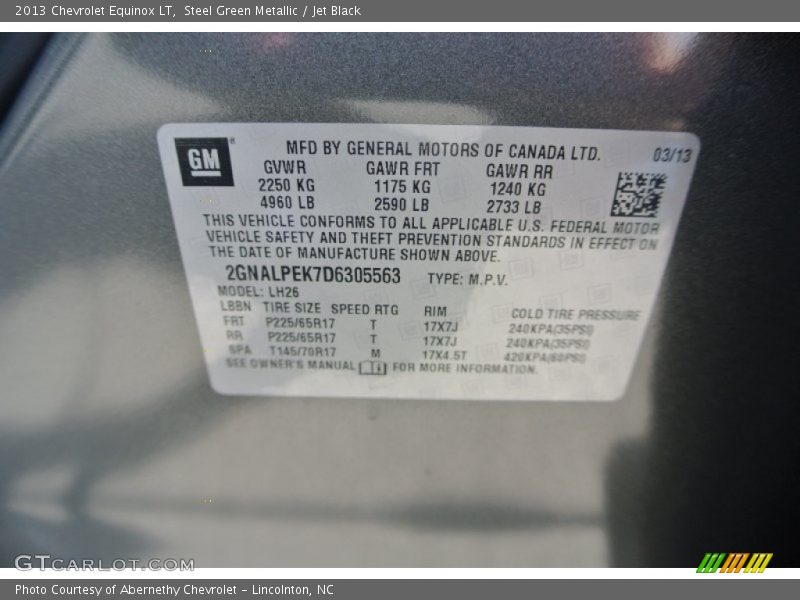 2013 Chevrolet Equinox LT,  Steel Green Metallic / Jet Black
GM
MFD BY GENERAL MOTORS OF CANADA LTD. 03/13
GVWR GAWR FRT GAWR RR
2250 KG 1175 KG 1240 KG
4960 LB 2590 LB 2733 LB
THIS VEHICLE CONFORMS TO ALL APPLICABLE U.S. FEDERAL MOTOR
VEHICLE SAFETY AND THEFT PREVENTION STANDARDS IN EFFECT ON
THE DATE OF MANUFACTURE SHOWN ABOVE.
2GNALPEK7D6305563 TYPE: M.P.V.
MODEL: LH26
LBBN TIRE SIZE SPEED RTG RIM COLD TIRE PRESSURE
FRT P225/65R17 T 17X7J 240KPA(35PSI)
RR P225/65R17 T 17X7J 240KPA(35PSI)
SPA T145/70R17 M 17X4.5T 420KPA(60PSI)
SEE OWNER'S MANUAL FOR MORE INFORMATION.
GTCARLOT.COM
Photo Courtesy of Abernethy Chevrolet – Lincolnton, NC